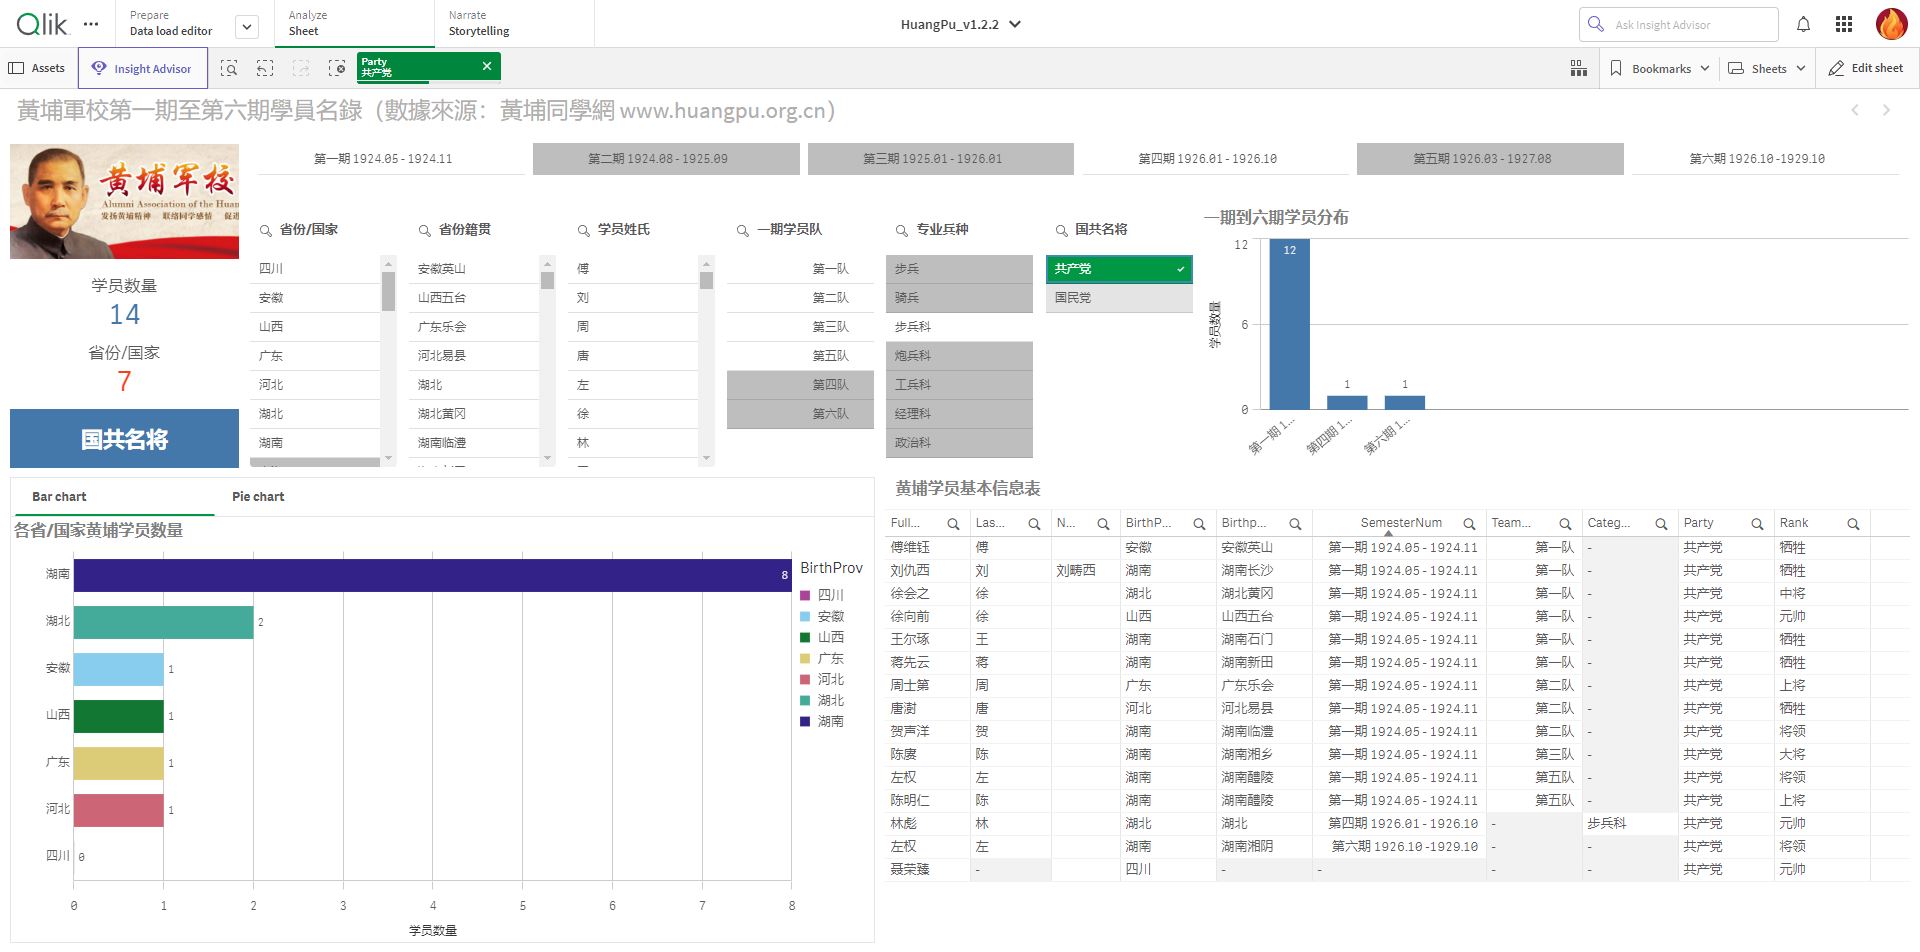 Qlik
Prepare
Data load editor
Analyze
Sheet
Narrate
Storytelling
HuangPu_v1.2.2
Ask Insight Advisor
Assets
Insight Advisor
Party
共产党
Bookmarks
Sheets
Edit sheet
黃埔軍校第一期至第六期學員名錄（數據來源：黃埔同學網 www.huangpu.org.cn）
黄埔军校
Alumni Association of the Huan
发扬黄埔精神 联络同学感情 促进
第一期 1924.05 - 1924.11
第二期 1924.08 - 1925.09
第三期 1925.01 - 1926.01
第四期 1926.01 - 1926.10
第五期 1926.03 - 1927.08
第六期 1926.10 -1929.10
学员数量
14
省份/国家
7
国共名将
省份/国家
四川
安徽
山西
广东
河北
湖北
湖南
省份籍贯
安徽英山
山西五台
广东乐会
河北易县
湖北
湖北黄冈
湖南临澧
学员姓氏
傅
刘
周
唐
左
徐
林
一期学员队
第一队
第二队
第三队
第五队
第四队
第六队
专业兵种
步兵
骑兵
步兵科
炮兵科
工兵科
经理科
政治科
国共名将
共产党
国民党
一期到六期学员分布
学员数量
12
6
0
12
1
1
第一期 1...
第四期 1...
第六期 1...
Bar chart
Pie chart
各省/国家黄埔学员数量
湖南 8
湖北 2
安徽 1
山西 1
广东 1
河北 1
四川 0
0 1 2 3 4 5 6 7 8
学员数量
BirthProv
四川
安徽
山西
广东
河北
湖北
湖南
黄埔学员基本信息表
Full... Las... N... BirthP... Birthp... SemesterNum Team... Categ... Party Rank
傅维钰 傅 安徽 安徽英山 第一期 1924.05 - 1924.11 第一队 - 共产党 牺牲
刘仇西 刘 刘畴西 湖南 湖南长沙 第一期 1924.05 - 1924.11 第一队 - 共产党 牺牲
徐会之 徐 湖北 湖北黄冈 第一期 1924.05 - 1924.11 第一队 - 共产党 中将
徐向前 徐 山西 山西五台 第一期 1924.05 - 1924.11 第一队 - 共产党 元帅
王尔琢 王 湖南 湖南石门 第一期 1924.05 - 1924.11 第一队 - 共产党 牺牲
蒋先云 蒋 湖南 湖南新田 第一期 1924.05 - 1924.11 第一队 - 共产党 牺牲
周士第 周 广东 广东乐会 第一期 1924.05 - 1924.11 第二队 - 共产党 上将
唐澍 唐 河北 河北易县 第一期 1924.05 - 1924.11 第二队 - 共产党 牺牲
贺声洋 贺 湖南 湖南临澧 第一期 1924.05 - 1924.11 第二队 - 共产党 将领
陈赓 陈 湖南 湖南湘乡 第一期 1924.05 - 1924.11 第三队 - 共产党 大将
左权 左 湖南 湖南醴陵 第一期 1924.05 - 1924.11 第五队 - 共产党 将领
陈明仁 陈 湖南 湖南醴陵 第一期 1924.05 - 1924.11 第五队 - 共产党 上将
林彪 林 湖北 湖北 第四期 1926.01 - 1926.10 - 步兵科 共产党 元帅
左权 左 湖南 湖南湘阴 第六期 1926.10 -1929.10 - - 共产党 将领
聂荣臻 - 四川 - - - - 共产党 元帅